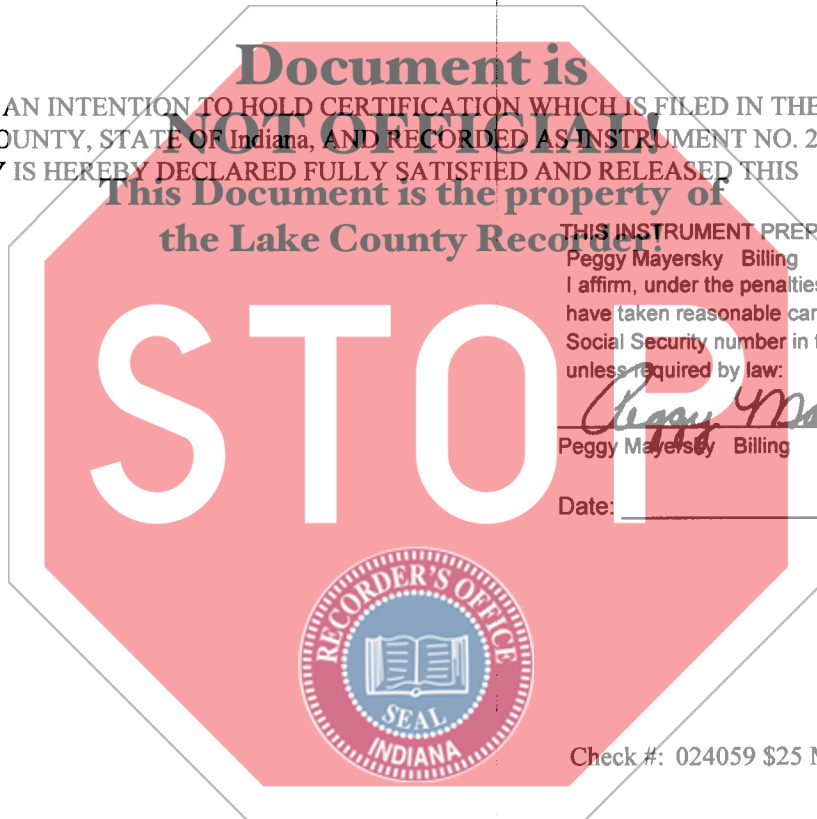 Document is
AN INTENTION TO HOLD CERTIFICATION WHICH IS FILED IN THE
OUNTY, STATE OF Indiana, AND RECORDED AS INSTRUMENT NO. 2
NOT OFFICIAL!
Y IS HEREBY DECLARED FULLY SATISFIED AND RELEASED THIS
This Document is the property of
the Lake County Recorder!
THIS INSTRUMENT PREP
Peggy Mayersky Billing
I affirm, under the penalties
have taken reasonable car
Social Security number in t
unless required by law:
STOP
Peggy Ma
Peggy Mayersky Billing
Date:
RECORDER'S OFFICE
SEAL
INDIANA
Check #: 024059 $25 M